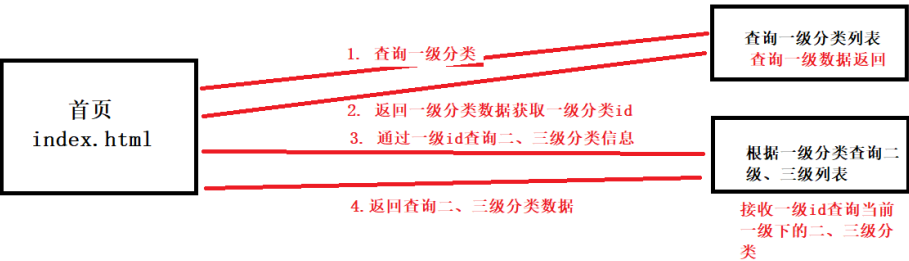 首页
index.html
1. 查询一级分类
2. 返回一级分类数据获取一级分类id
3. 通过一级id查询二、三级分类信息
4.返回查询二、三级分类数据
查询一级分类列表
查询一级数据返回
根据一级分类查询二
级、三级列表
接收一级id查询当前
一级下的二、三级分
类